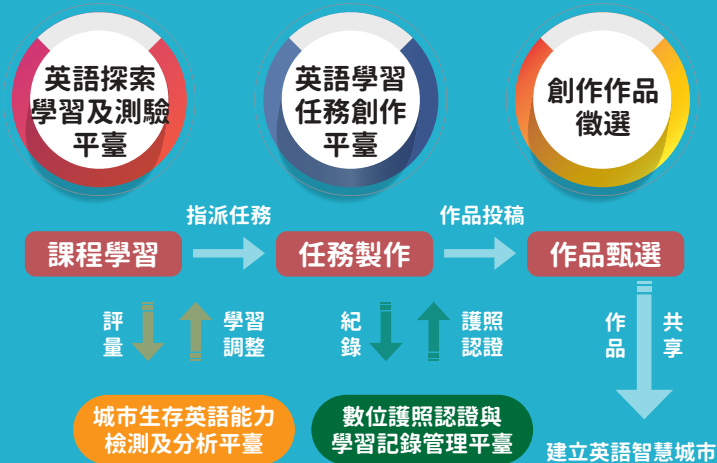 英語探索
學習及測驗
平臺
英語學習
任務創作
平臺
創作作品
徵選
指派任務
作品投稿
課程學習
任務製作
作品甄選
評量
學習
調整
紀錄
護照
認證
作品
共享
城市生存英語能力
檢測及分析平臺
數位護照認證與
學習記錄管理平臺
建立英語智慧城市